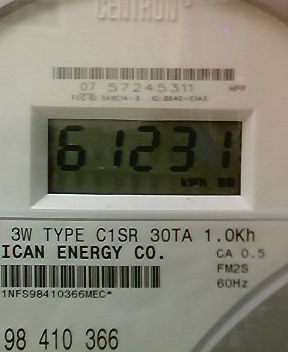 CENTRON®
07 57245311
61231
kWh
3W TYPE C1SR 30TA 1.0Kh
ICAN ENERGY CO.
CA 0.5
FM2S
60Hz
1NFS98410366MEC*
98 410 366